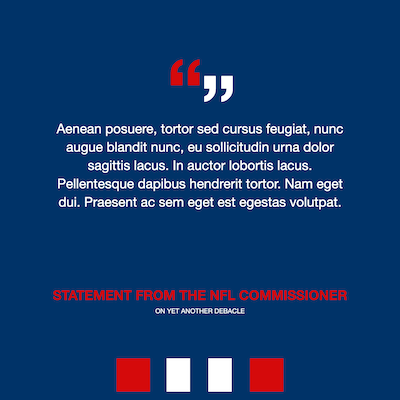 Aenean posuere, tortor sed cursus feugiat, nunc
augue blandit nunc, eu sollicitudin urna dolor
sagittis lacus. In auctor lobortis lacus.
Pellentesque dapibus hendrerit tortor. Nam eget
dui. Praesent ac sem eget est egestas volutpat.
STATEMENT FROM THE NFL COMMISSIONER
ON YET ANOTHER DEBACLE